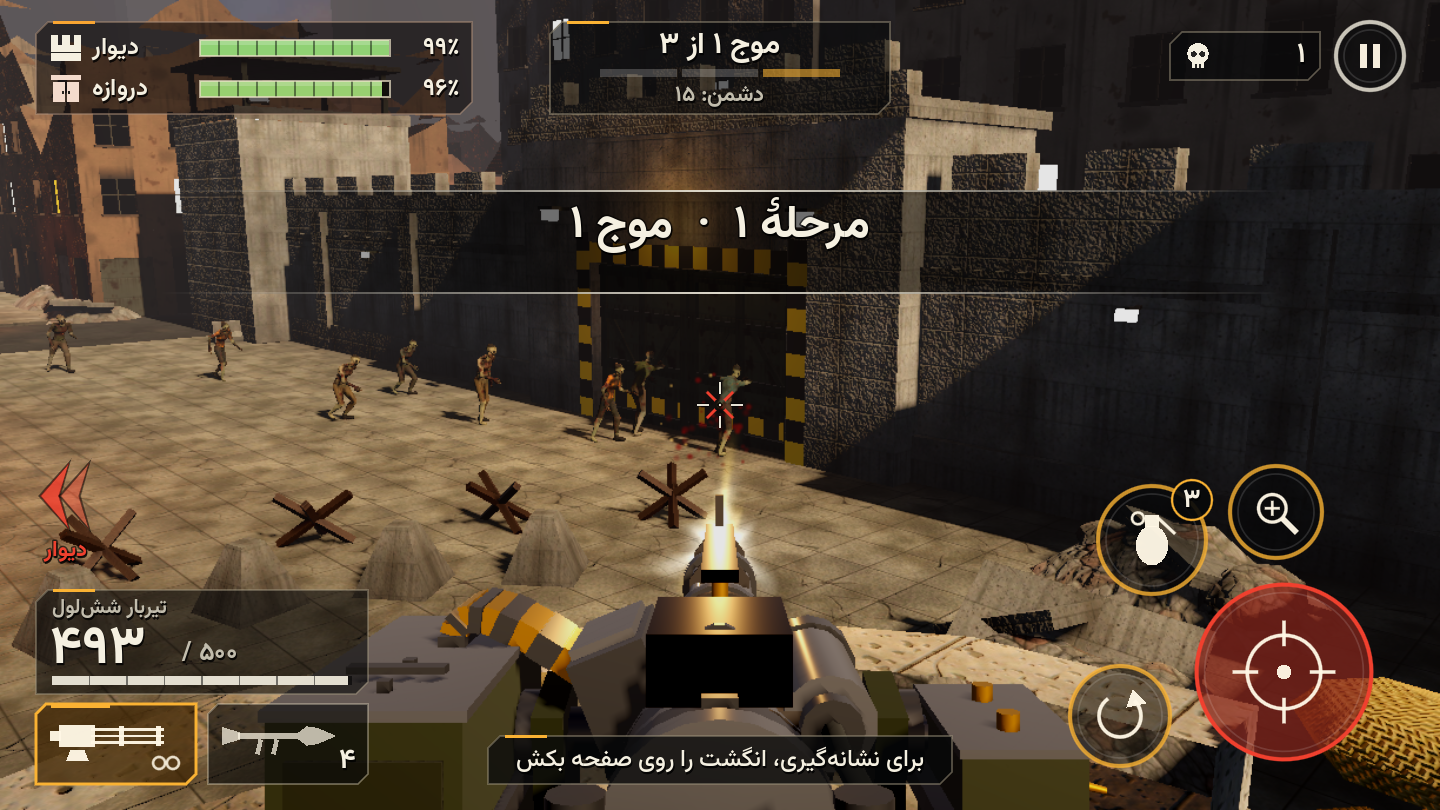 دیوار ۹۹٪
دروازه ۹۶٪
موج ۱ از ۳
دشمن: ۱۵
۱
مرحلهٔ ۱ · موج ۱
دیوار
۳
تیربار شش‌لول
۴۹۳ / ۵۰۰
∞
۴
برای نشانه‌گیری، انگشت را روی صفحه بکش